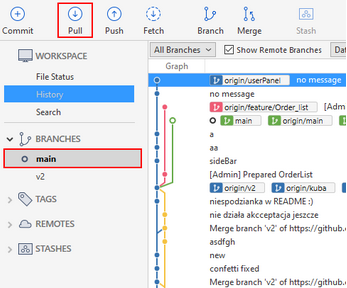 Commit Pull Push Fetch Branch Merge Stash
WORKSPACE
File Status
History
Search
BRANCHES
main
v2
TAGS
REMOTES
STASHES
All Branches Show Remote Branches
Graph
origin/userPanel no message
no message
origin/feature/Order_list
main origin/main
a
aa
sideBar
[Admin] Prepared OrderList
origin/v2 origin/kuba
niespodzianka w README :)
nie działa akcceptacja jeszcze
Merge branch 'v2' of https://github.
asdfgh
new
confetti fixed
Merge branch 'v2' of https://github.